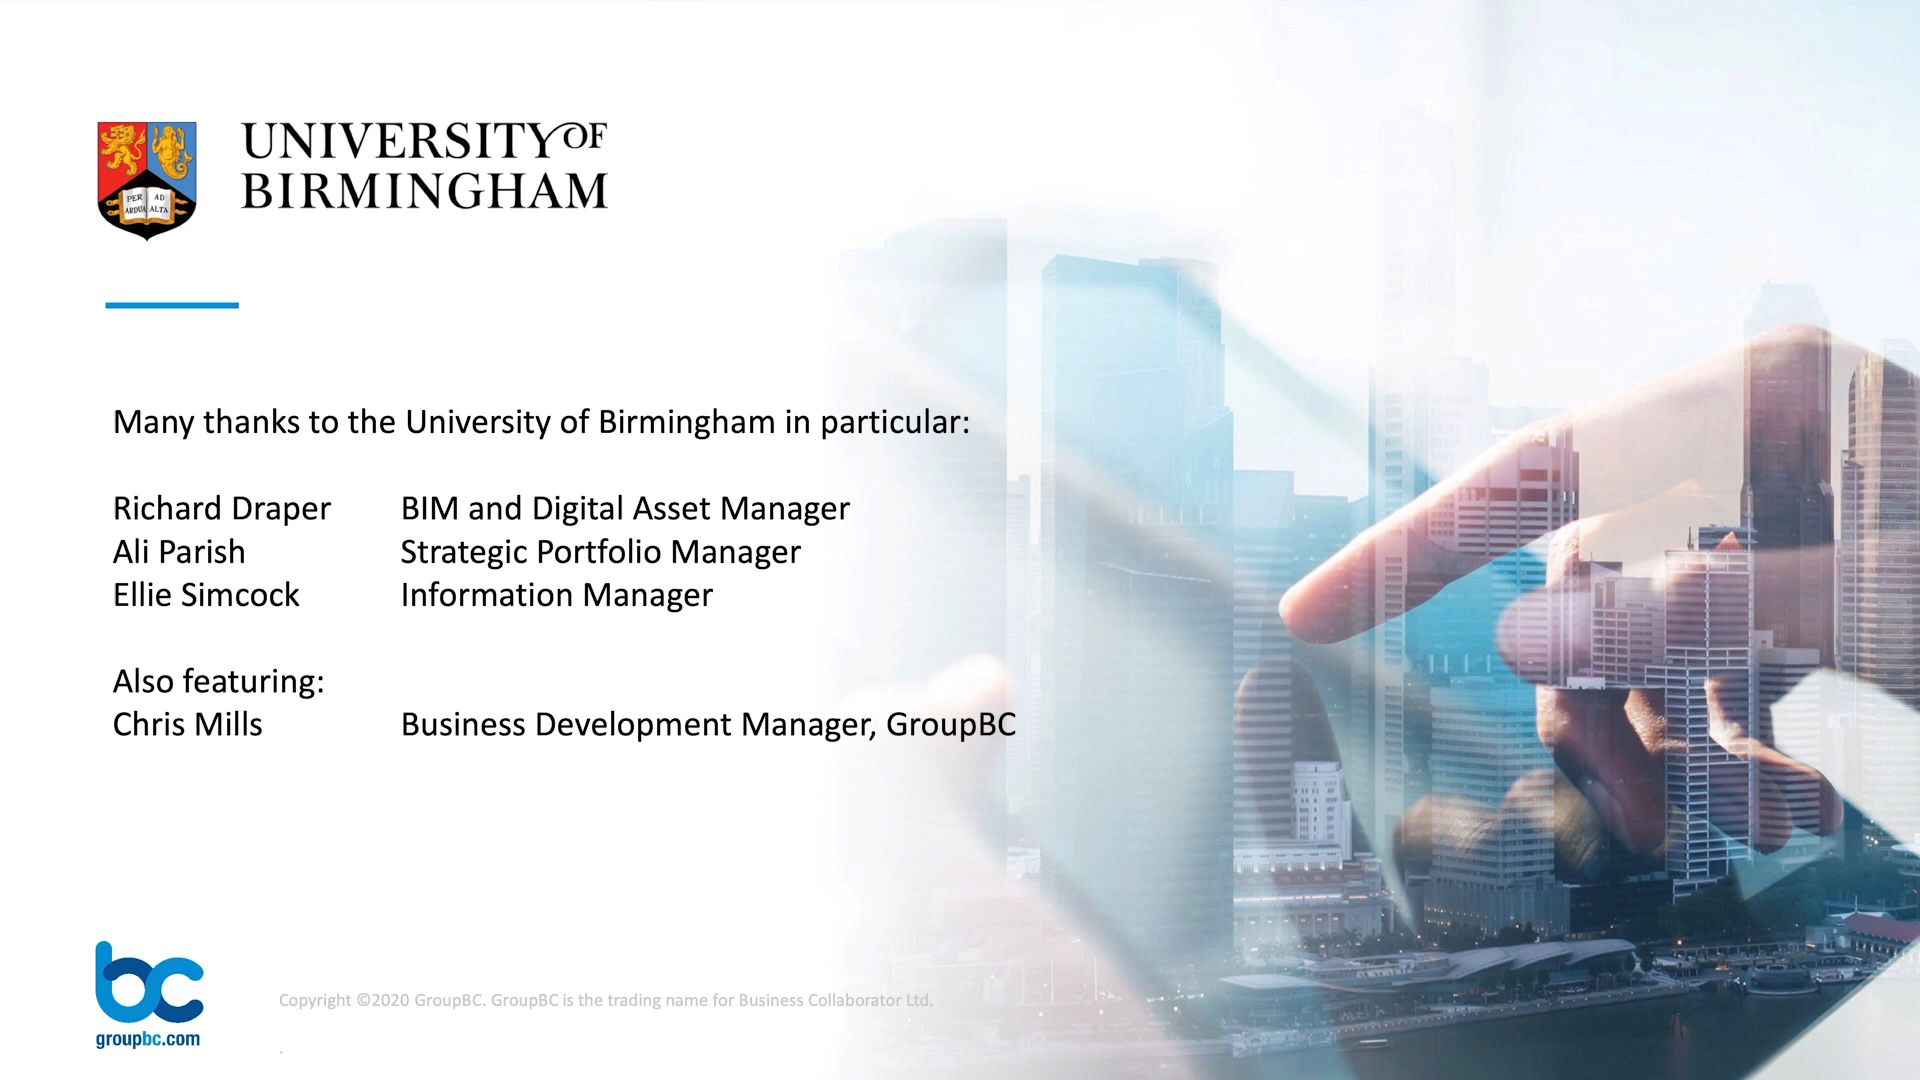 UNIVERSITY OF
BIRMINGHAM
PER AD
ARDUA ALTA
Many thanks to the University of Birmingham in particular:
Richard Draper BIM and Digital Asset Manager
Ali Parish Strategic Portfolio Manager
Ellie Simcock Information Manager
Also featuring:
Chris Mills Business Development Manager, GroupBC
bc
groupbc.com
Copyright ©2020 GroupBC. GroupBC is the trading name for Business Collaborator Ltd.
.